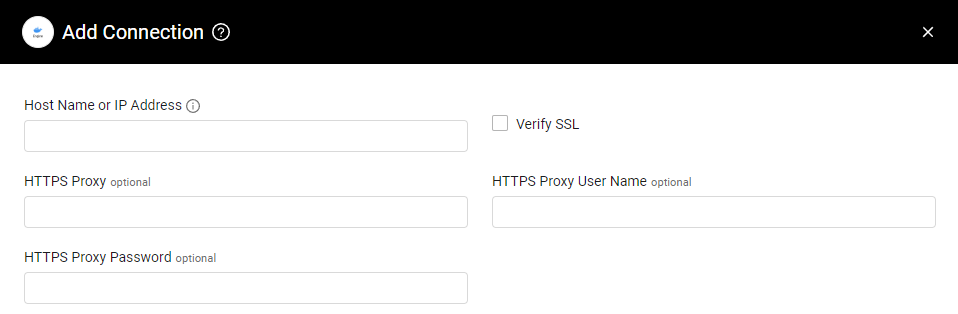 Add Connection
Host Name or IP Address
Verify SSL
HTTPS Proxy optional
HTTPS Proxy User Name optional
HTTPS Proxy Password optional